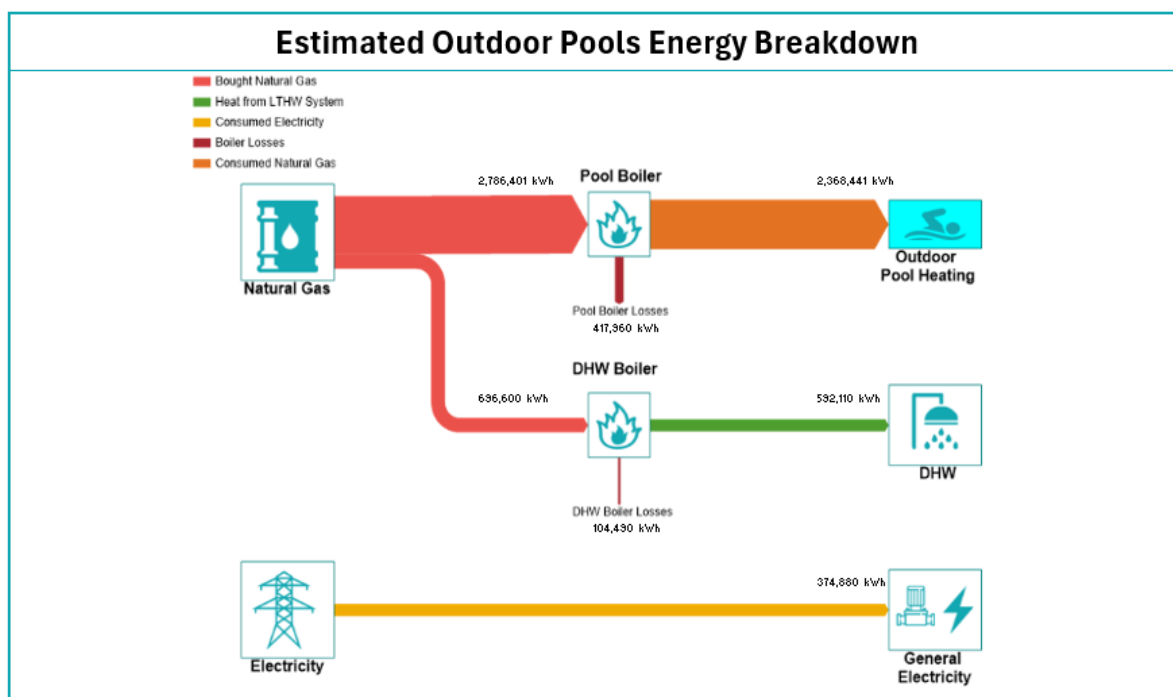 Estimated Outdoor Pools Energy Breakdown
Bought Natural Gas
Heat from LTHW System
Consumed Electricity
Boiler Losses
Consumed Natural Gas
2,786,401 kWh
Pool Boiler
2,368,441 kWh
Natural Gas
Outdoor
Pool Heating
Pool Boiler Losses
417,960 kWh
DHW Boiler
696,600 kWh
592,110 kWh
DHW
DHW Boiler Losses
104,490 kWh
374,880 kWh
Electricity
General
Electricity